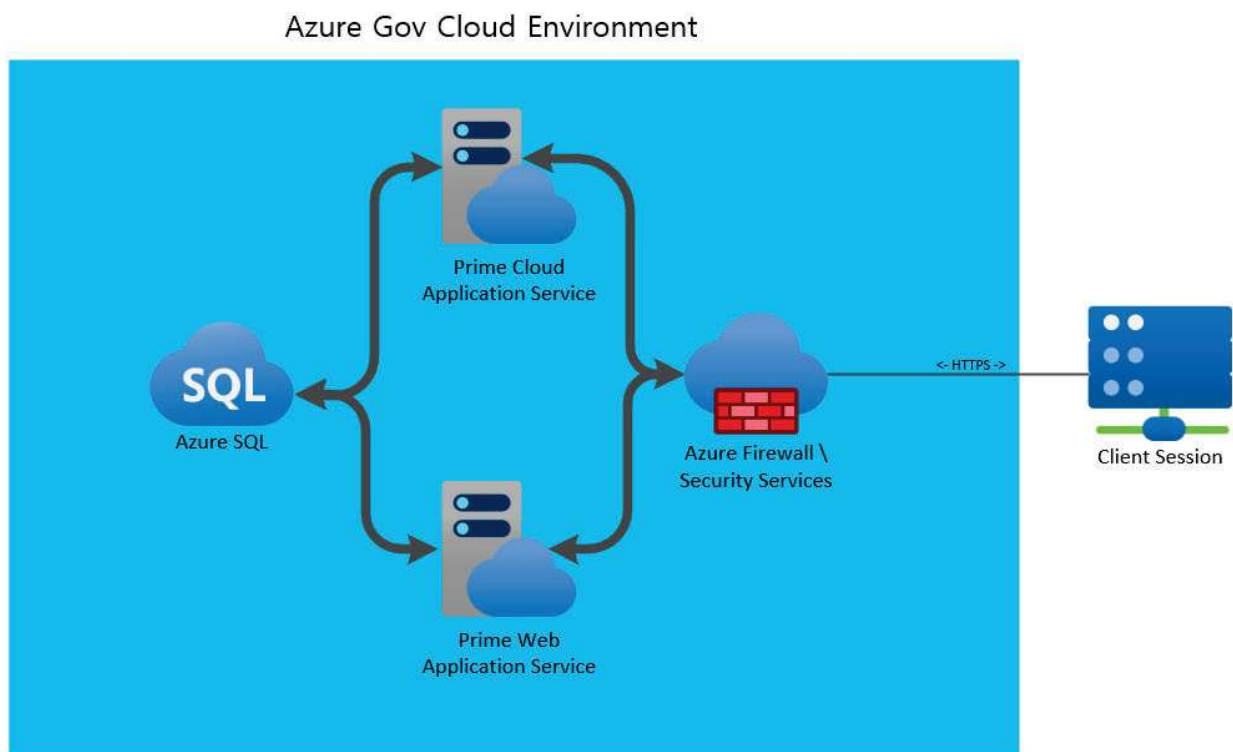 Azure Gov Cloud Environment
Prime Cloud
Application Service
SQL
Azure SQL
<- HTTPS ->
Azure Firewall \
Security Services
Client Session
Prime Web
Application Service